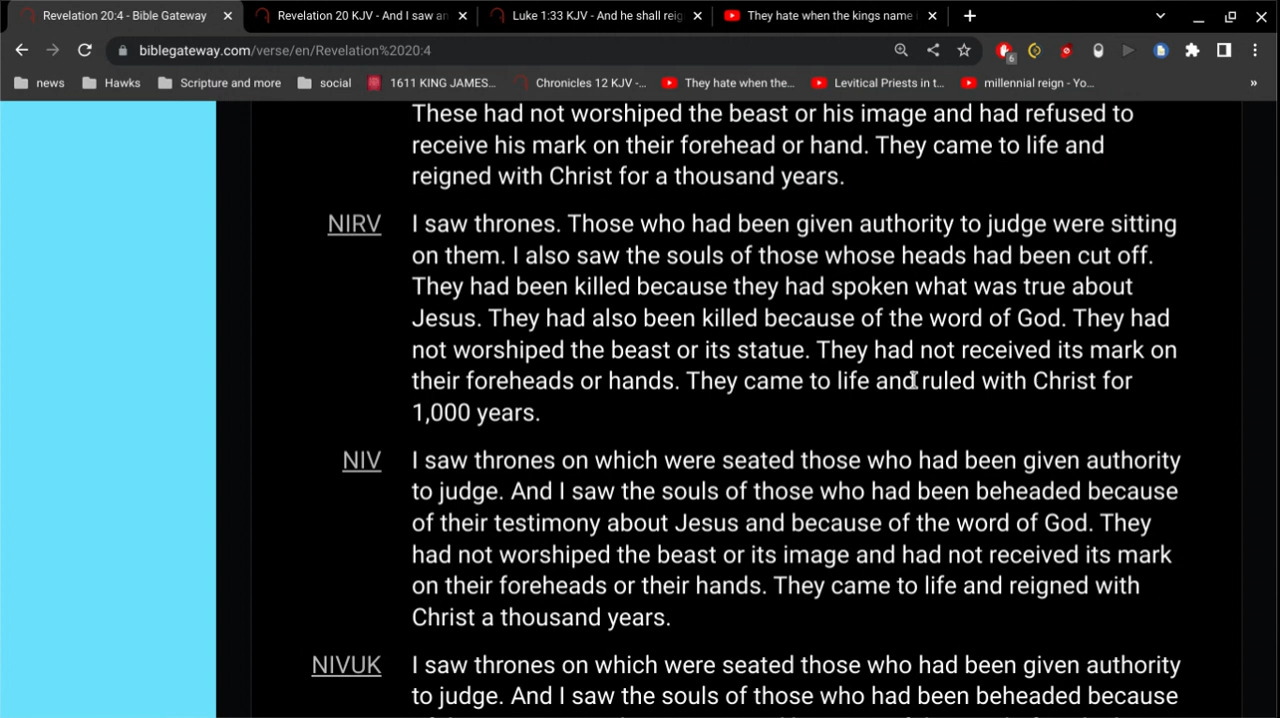 Revelation 20:4 - Bible Gateway
Revelation 20 KJV - And I saw an
Luke 1:33 KJV - And he shall reig
They hate when the kings name
biblegateway.com/verse/en/Revelation%2020:4
6
news
Hawks
Scripture and more
social
1611 KING JAMES...
Chronicles 12 KJV -...
They hate when the...
Levitical Priests in t...
millennial reign - Yo...
»
These had not worshiped the beast or his image and had refused to
receive his mark on their forehead or hand. They came to life and
reigned with Christ for a thousand years.
NIRV
I saw thrones. Those who had been given authority to judge were sitting
on them. I also saw the souls of those whose heads had been cut off.
They had been killed because they had spoken what was true about
Jesus. They had also been killed because of the word of God. They had
not worshiped the beast or its statue. They had not received its mark on
their foreheads or hands. They came to life and ruled with Christ for
1,000 years.
NIV
I saw thrones on which were seated those who had been given authority
to judge. And I saw the souls of those who had been beheaded because
of their testimony about Jesus and because of the word of God. They
had not worshiped the beast or its image and had not received its mark
on their foreheads or their hands. They came to life and reigned with
Christ a thousand years.
NIVUK
I saw thrones on which were seated those who had been given authority
to judge. And I saw the souls of those who had been beheaded because